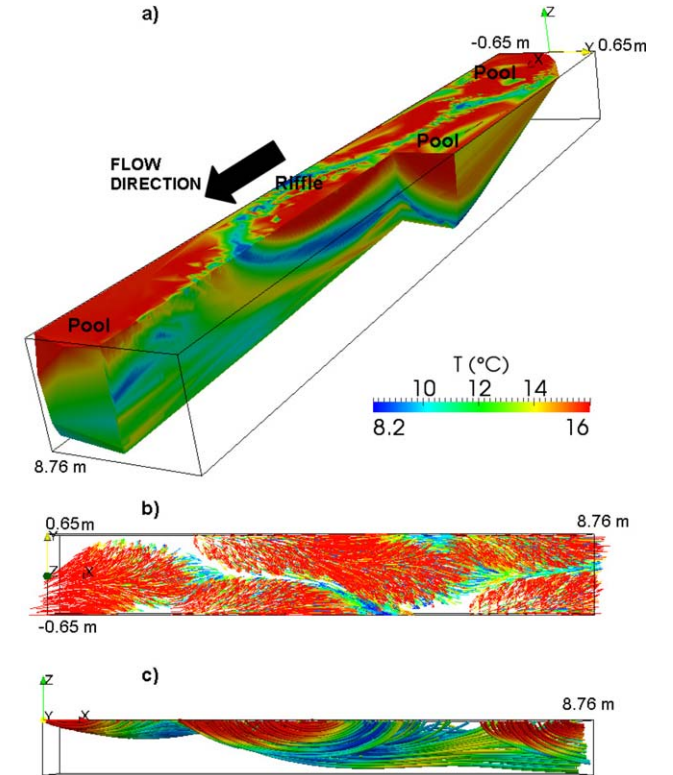 a)
Z
-0.65 m
Y 0.65m
X
Pool
Pool
FLOW
DIRECTION
Riffle
Pool
T (°C)
10 12 14
8.2 16
8.76 m
b)
0.65m
8.76 m
Y
Z X
-0.65 m
c)
Z
8.76 m
Y X